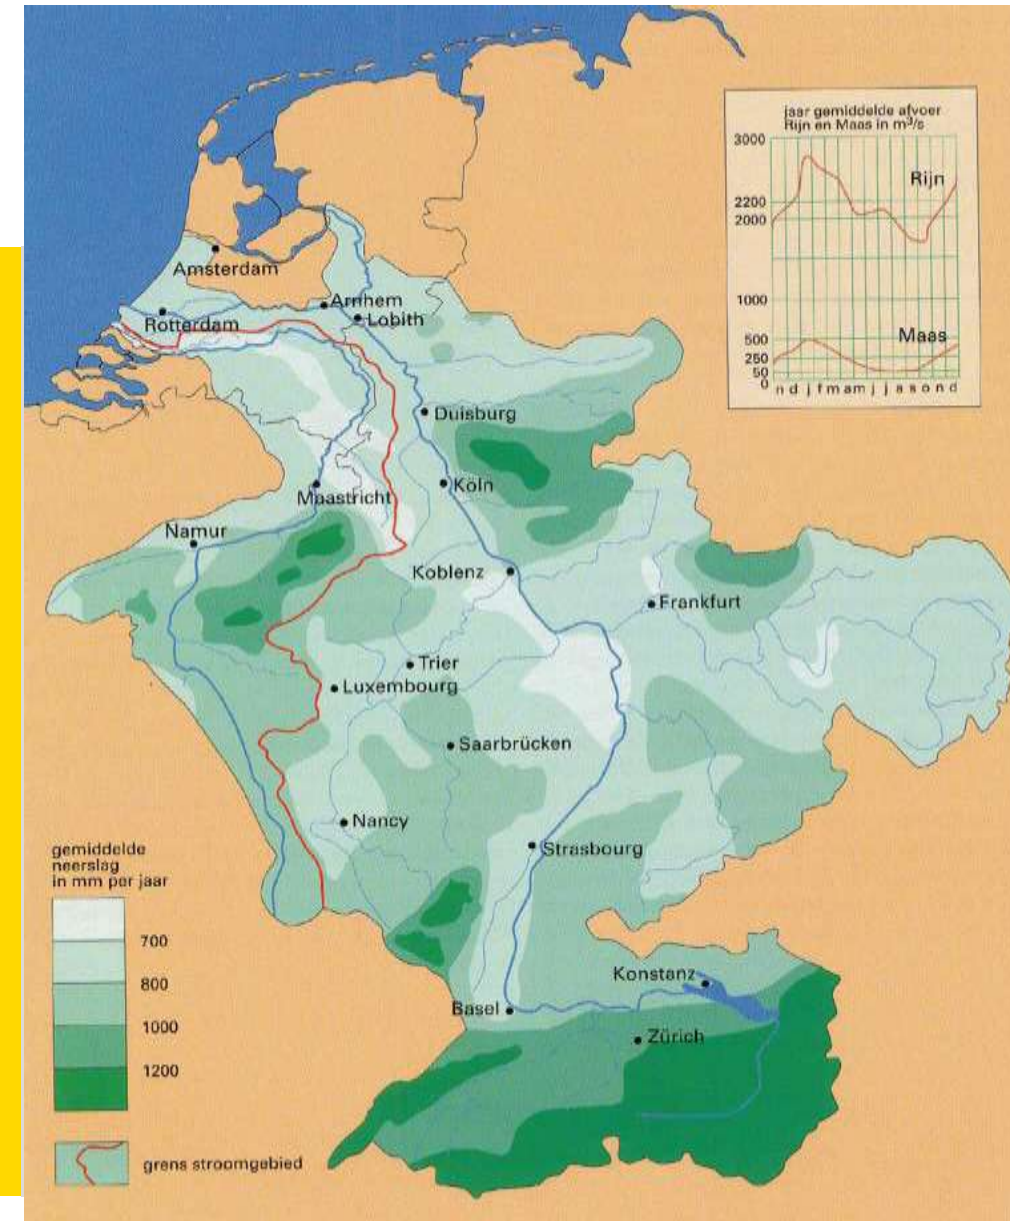 jaar gemiddelde afvoer
Rijn en Maas in m³/s
3000
Rijn
2200
2000
1000
500
Maas
250
50
0
n d j f m a m j j a s o n d
Amsterdam
Arnhem
Lobith
Rotterdam
Duisburg
Köln
Maastricht
Namur
Koblenz
Frankfurt
Trier
Luxembourg
Saarbrücken
Nancy
Strasbourg
Konstanz
Basel
Zürich
gemiddelde
neerslag
in mm per jaar
700
800
1000
1200
grens stroomgebied